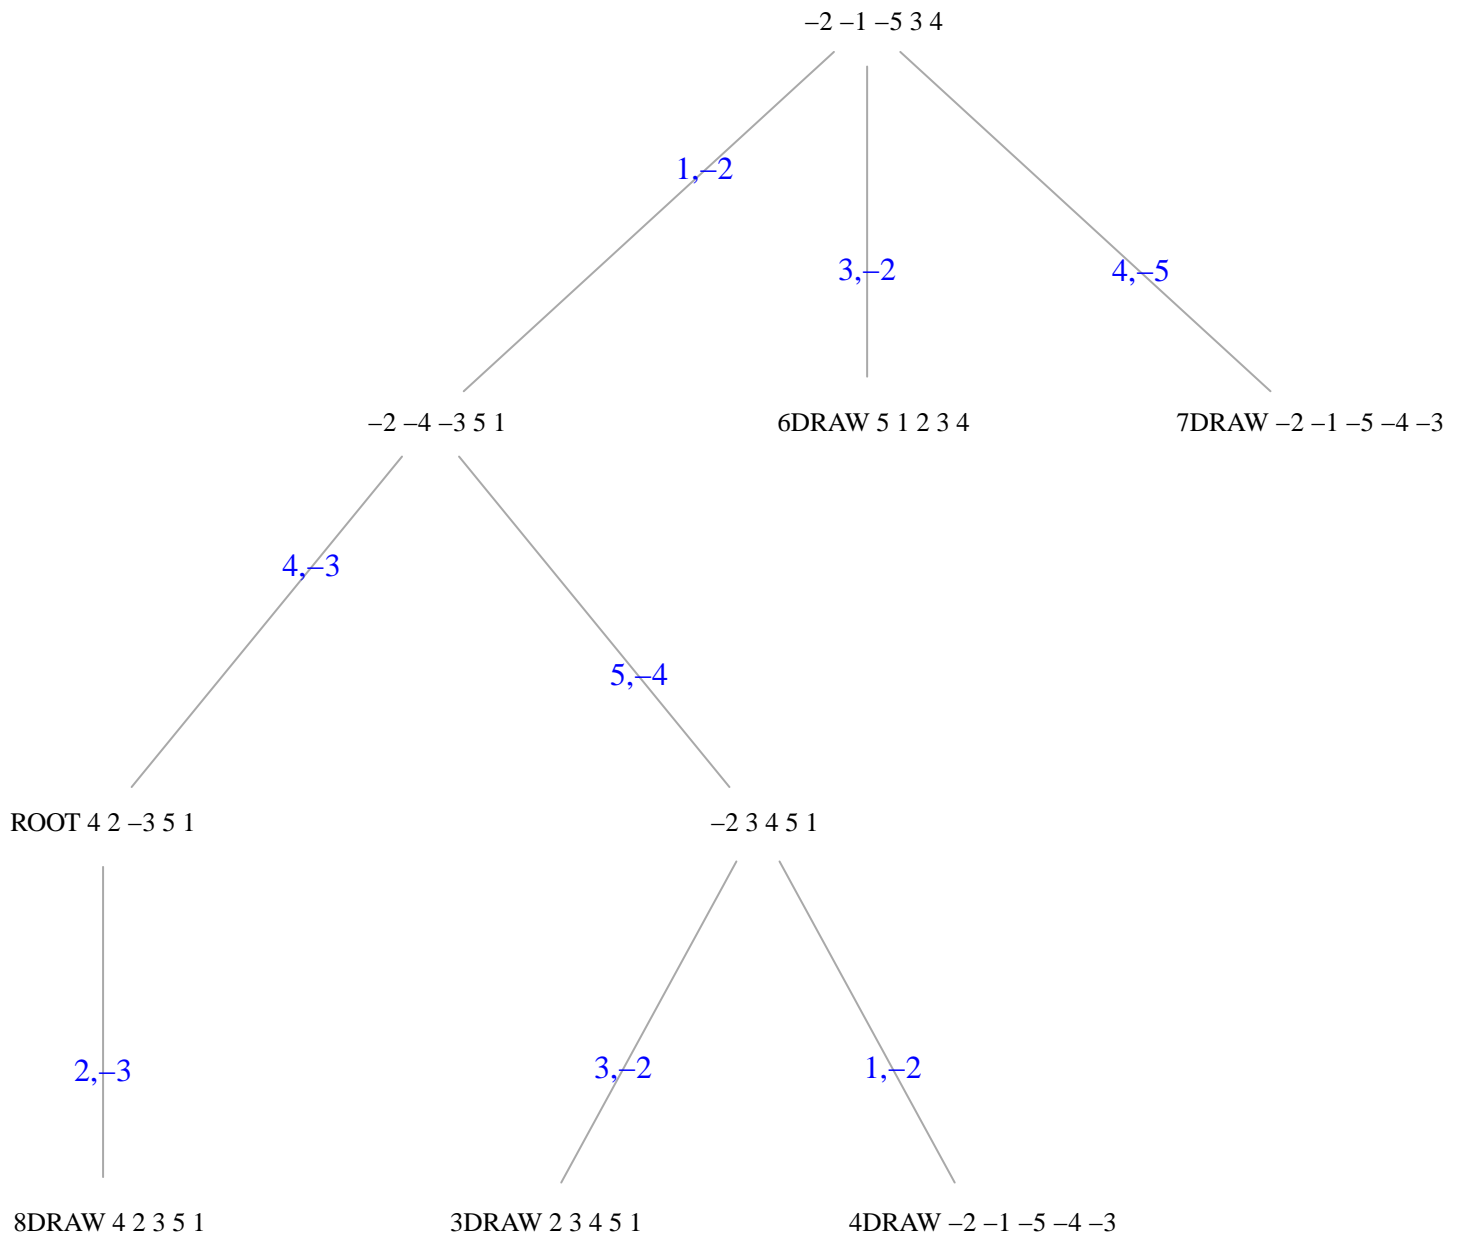 –2 –1 –5 3 4
1,–2
3,–2
4,–5
–2 –4 –3 5 1
6DRAW 5 1 2 3 4
7DRAW –2 –1 –5 –4 –3
4,–3
5,–4
ROOT 4 2 –3 5 1
–2 3 4 5 1
2,–3
3,–2
1,–2
8DRAW 4 2 3 5 1
3DRAW 2 3 4 5 1
4DRAW –2 –1 –5 –4 –3